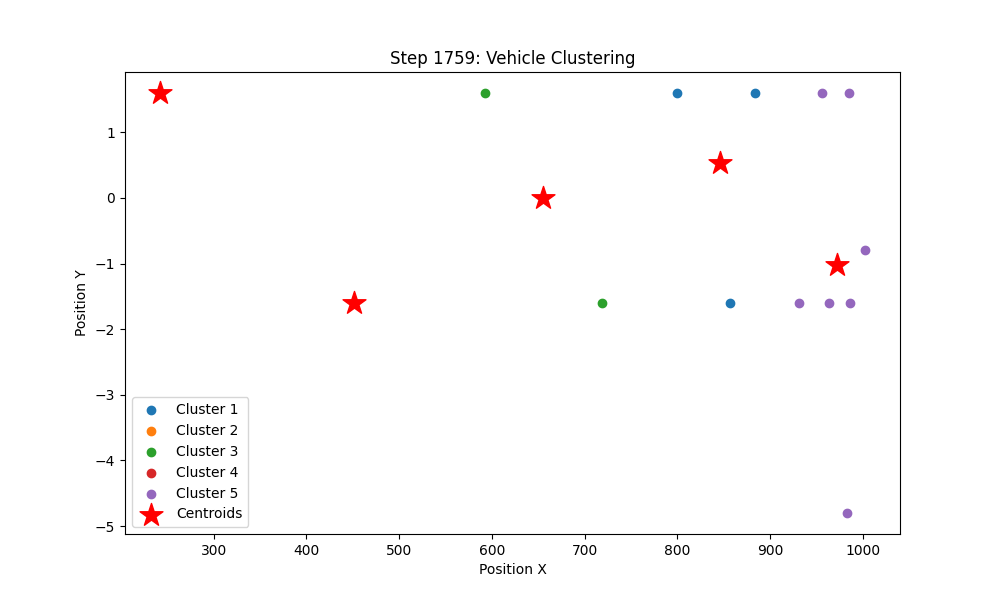 Step 1759: Vehicle Clustering
Position Y
1
0
−1
−2
−3
−4
−5
Cluster 1
Cluster 2
Cluster 3
Cluster 4
Cluster 5
Centroids
300 400 500 600 700 800 900 1000
Position X